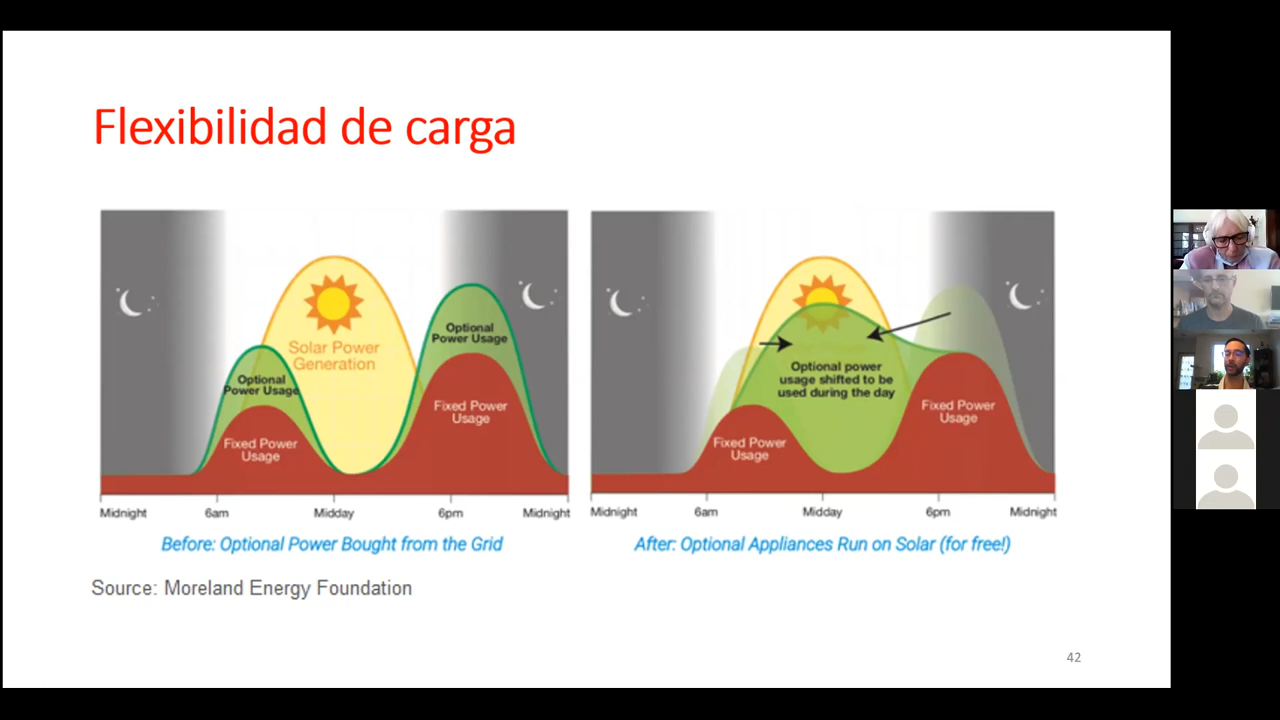 Flexibilidad de carga
Solar Power
Generation
Optional
Power Usage
Fixed Power
Usage
Optional
Power Usage
Fixed Power
Usage
Midnight
6am
Midday
6pm
Midnight
Before: Optional Power Bought from the Grid
Optional power
usage shifted to be
used during the day
Fixed Power
Usage
Fixed Power
Usage
Midnight
6am
Midday
6pm
Midnight
After: Optional Appliances Run on Solar (for free!)
Source: Moreland Energy Foundation
42